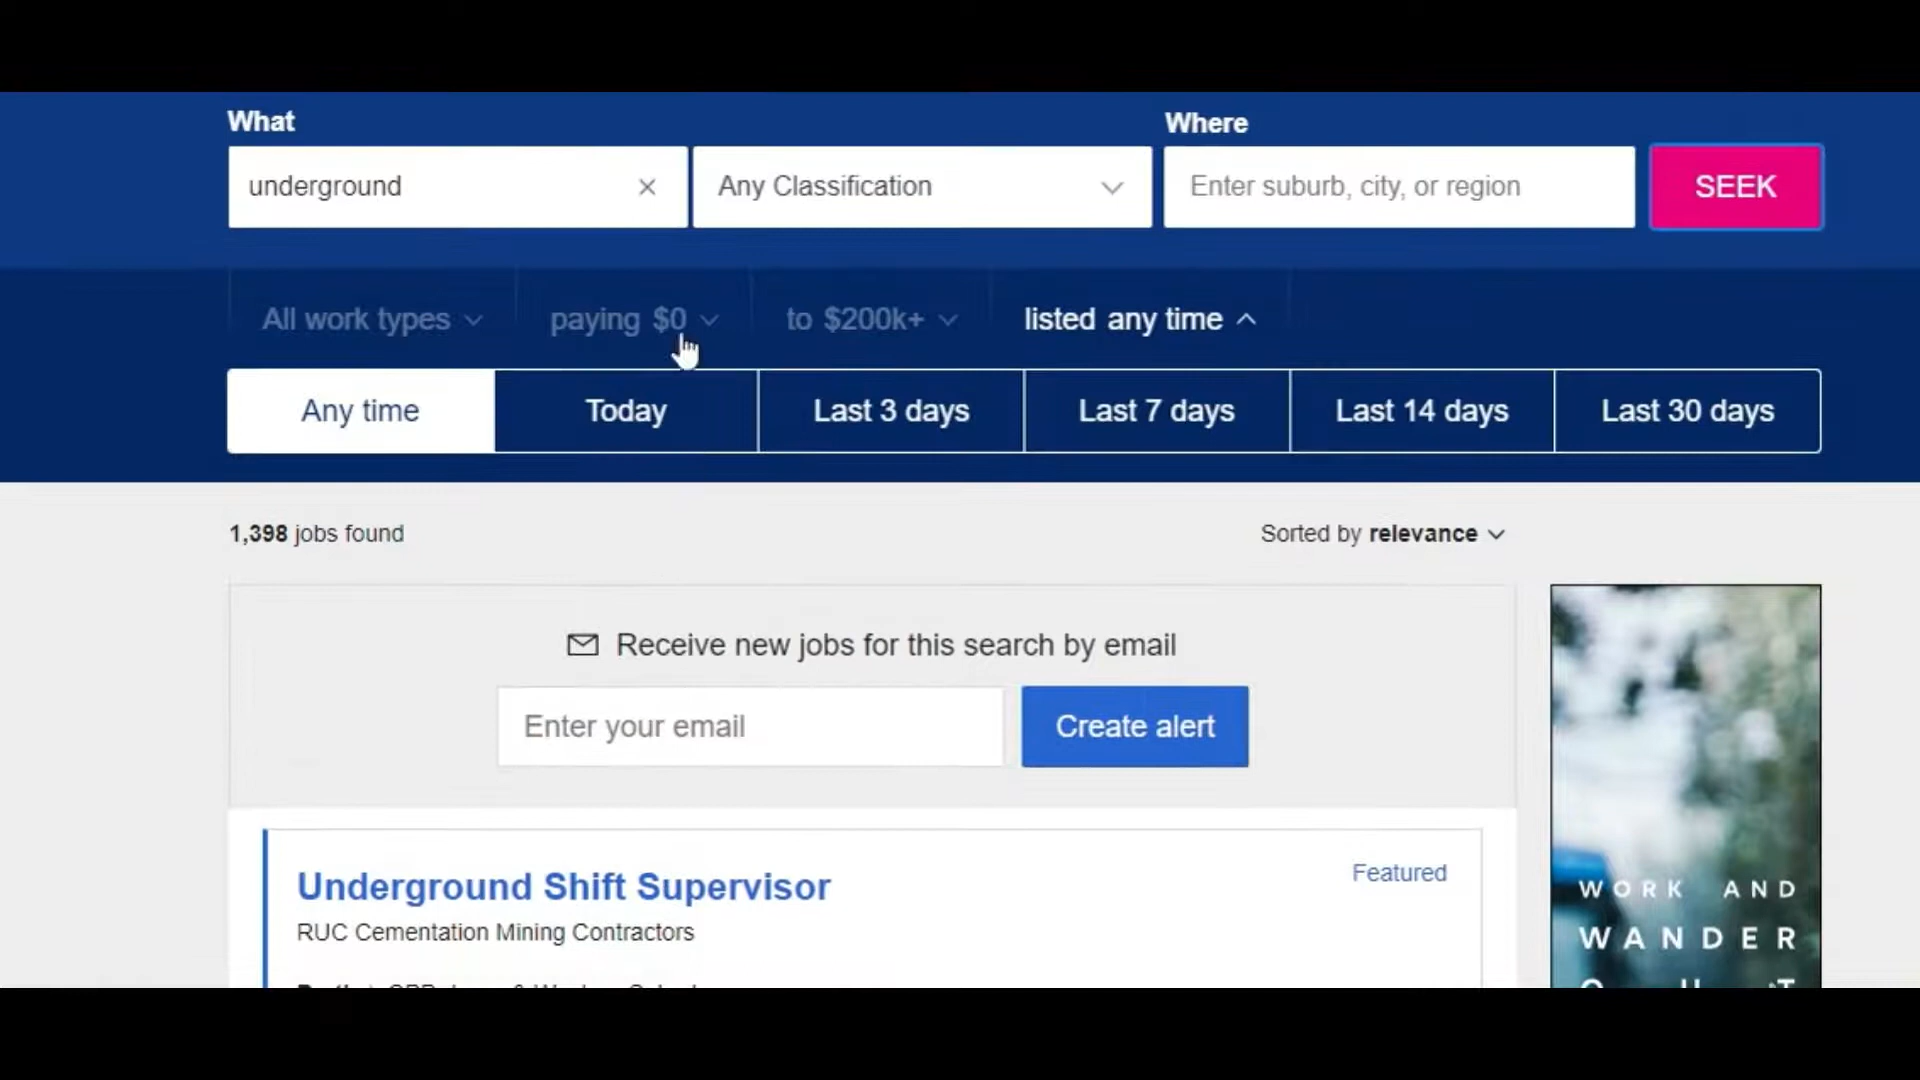 What
Where
underground
Any Classification
Enter suburb, city, or region
SEEK
All work types
paying $0
to $200k+
listed any time
Any time
Today
Last 3 days
Last 7 days
Last 14 days
Last 30 days
1,398 jobs found
Sorted by relevance
Receive new jobs for this search by email
Enter your email
Create alert
Underground Shift Supervisor
Featured
RUC Cementation Mining Contractors
WORK AND
WANDER